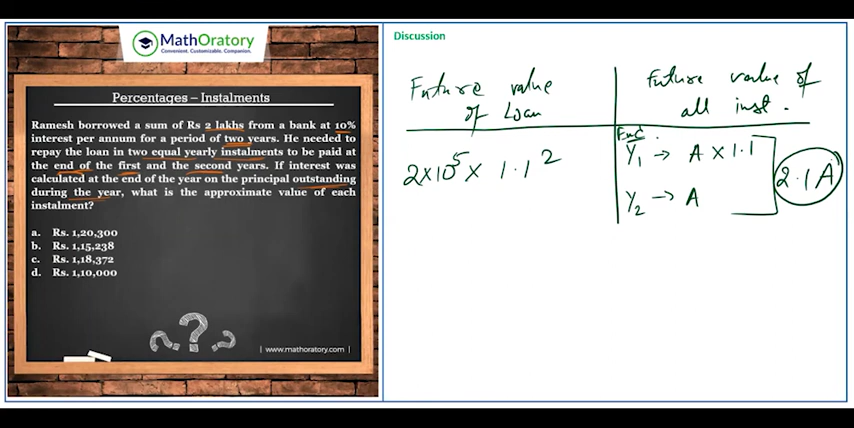 MathOratory
Convenient. Customizable. Companion.
Percentages – Instalments
Ramesh borrowed a sum of Rs 2 lakhs from a bank at 10%
interest per annum for a period of two years. He needed to
repay the loan in two equal yearly instalments to be paid at
the end of the first and the second years. If interest was
calculated at the end of the year on the principal outstanding
during the year, what is the approximate value of each
instalment?
a. Rs. 1,20,300
b. Rs. 1,15,238
c. Rs. 1,18,372
d. Rs. 1,10,000
| www.mathoratory.com
Discussion
Future value
of Loan
2×10⁵ × 1.1²
Future value of
all inst.
End
Y₁ → A × 1.1
Y₂ → A
2.1A